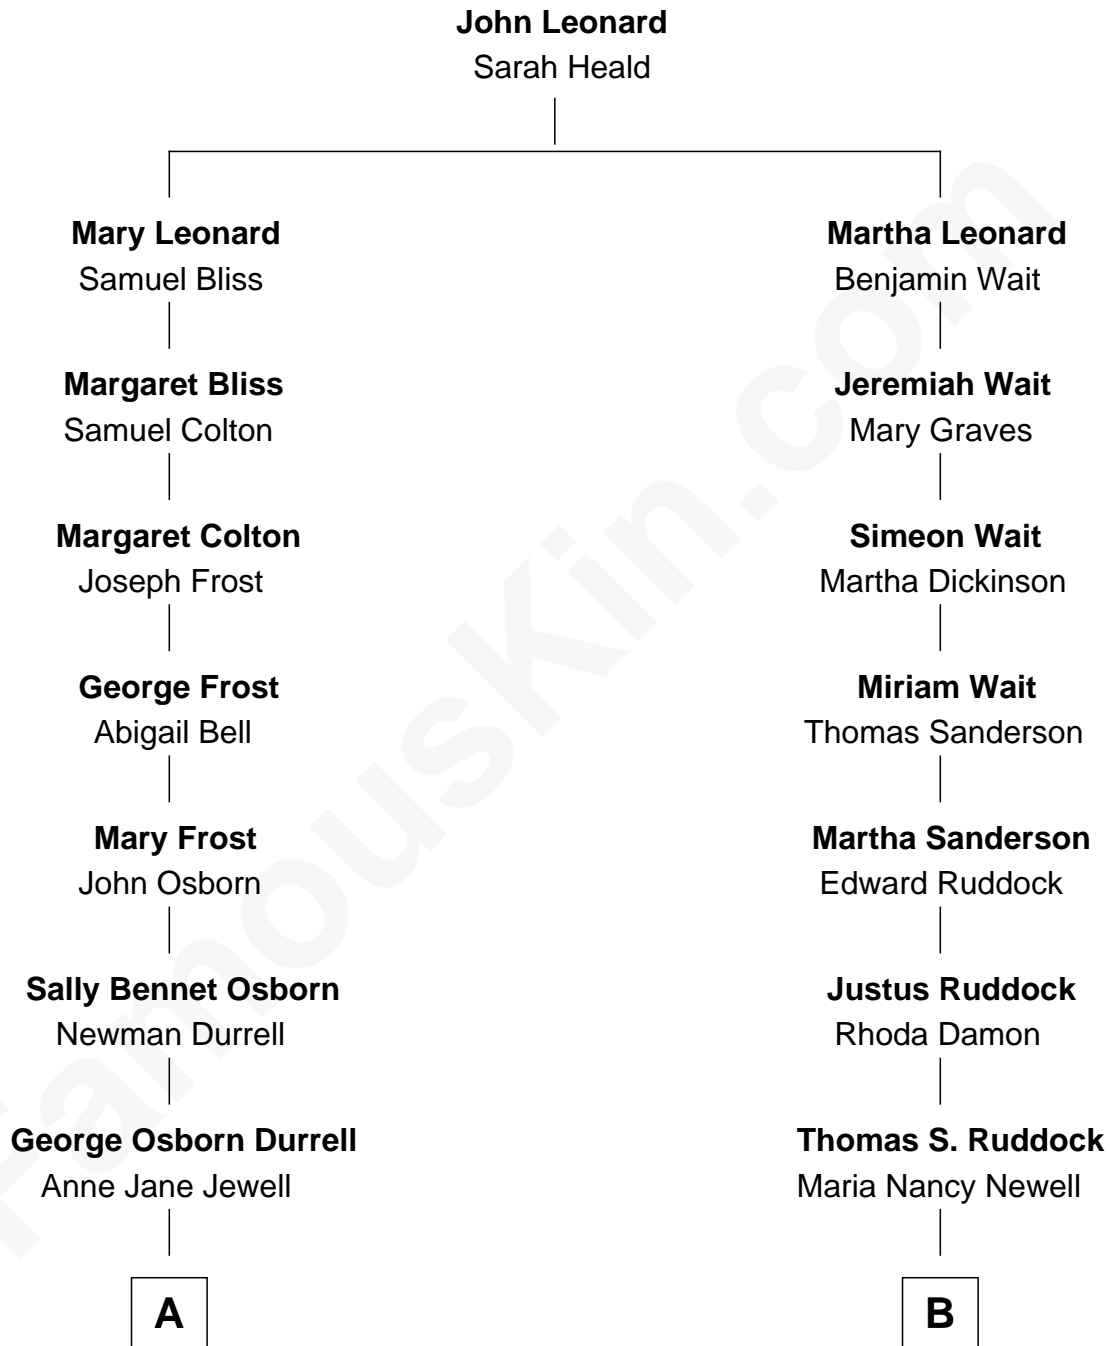 John Leonard
Sarah Heald
Mary Leonard
Samuel Bliss
Martha Leonard
Benjamin Wait
Margaret Bliss
Samuel Colton
Jeremiah Wait
Mary Graves
Margaret Colton
Joseph Frost
Simeon Wait
Martha Dickinson
George Frost
Abigail Bell
Miriam Wait
Thomas Sanderson
Mary Frost
John Osborn
Martha Sanderson
Edward Ruddock
Sally Bennet Osborn
Newman Durrell
Justus Ruddock
Rhoda Damon
George Osborn Durrell
Anne Jane Jewell
Thomas S. Ruddock
Maria Nancy Newell
A
B
FamousKin.com